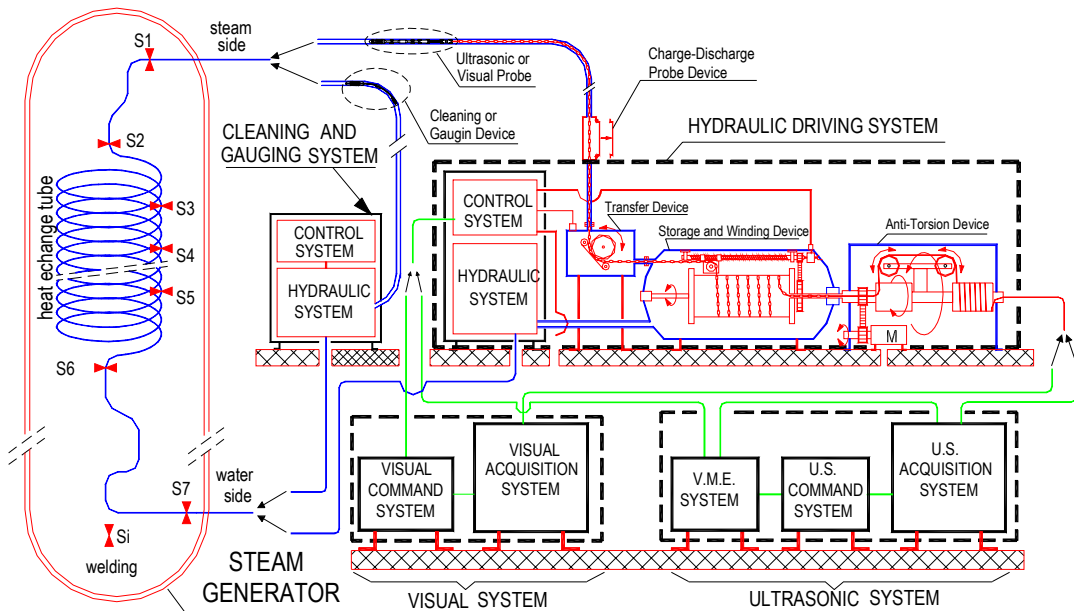 steam
side
S1
S2
S3
S4
S5
S6
S7
Si
welding
heat echange tube
water
side
STEAM
GENERATOR
Ultrasonic or
Visual Probe
Cleaning or
Gaugin Device
Charge-Discharge
Probe Device
CLEANING AND
GAUGING SYSTEM
CONTROL
SYSTEM
HYDRAULIC
SYSTEM
HYDRAULIC DRIVING SYSTEM
CONTROL
SYSTEM
HYDRAULIC
SYSTEM
Transfer Device
Storage and Winding Device
Anti-Torsion Device
M
VISUAL
COMMAND
SYSTEM
VISUAL
ACQUISITION
SYSTEM
VISUAL SYSTEM
V.M.E.
SYSTEM
U.S.
COMMAND
SYSTEM
U.S.
ACQUISITION
SYSTEM
ULTRASONIC SYSTEM